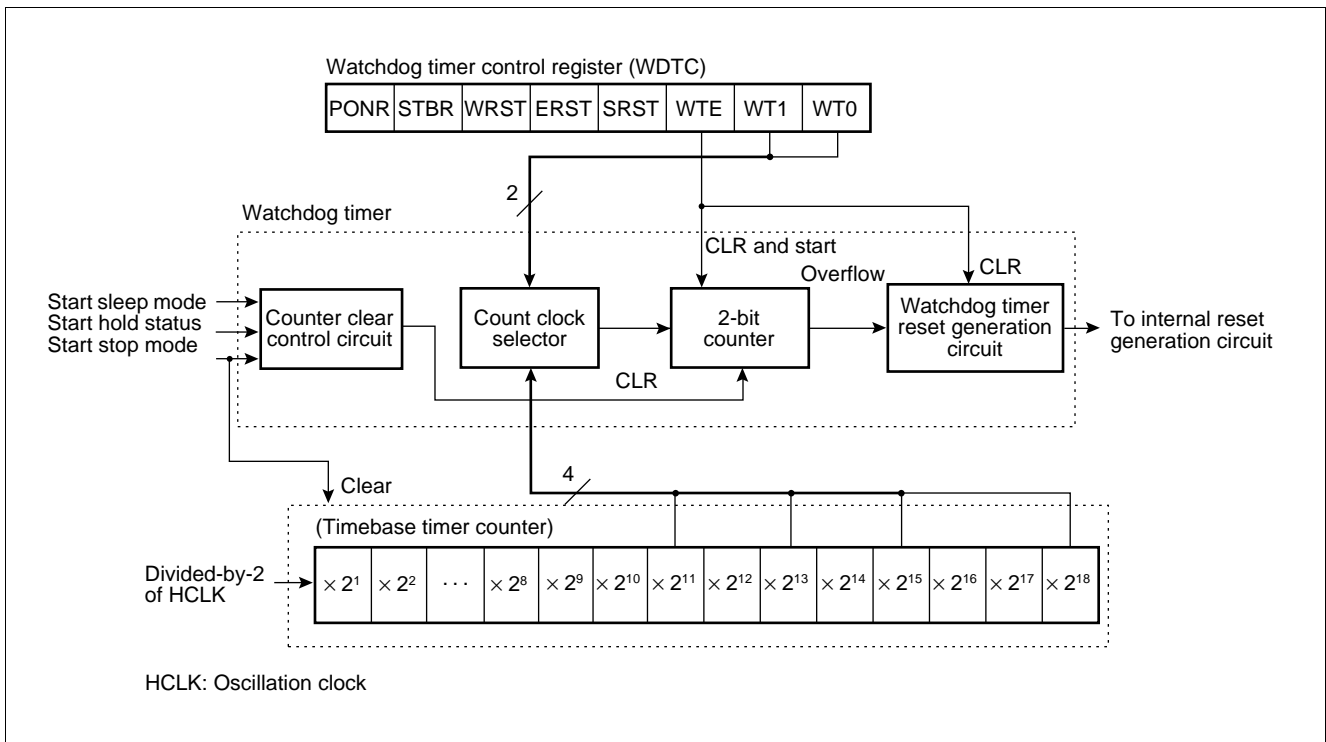 Watchdog timer control register (WDTC)
PONR STBR WRST ERST SRST WTE WT1 WT0
2
Watchdog timer
CLR and start
Overflow
CLR
Start sleep mode
Start hold status
Start stop mode
Counter clear
control circuit
Count clock
selector
2-bit
counter
Watchdog timer
reset generation
circuit
To internal reset
generation circuit
CLR
4
Clear
(Timebase timer counter)
Divided-by-2
of HCLK
× 2¹ × 2² ··· × 2⁸ × 2⁹ × 2¹⁰ × 2¹¹ × 2¹² × 2¹³ × 2¹⁴ × 2¹⁵ × 2¹⁶ × 2¹⁷ × 2¹⁸
HCLK: Oscillation clock